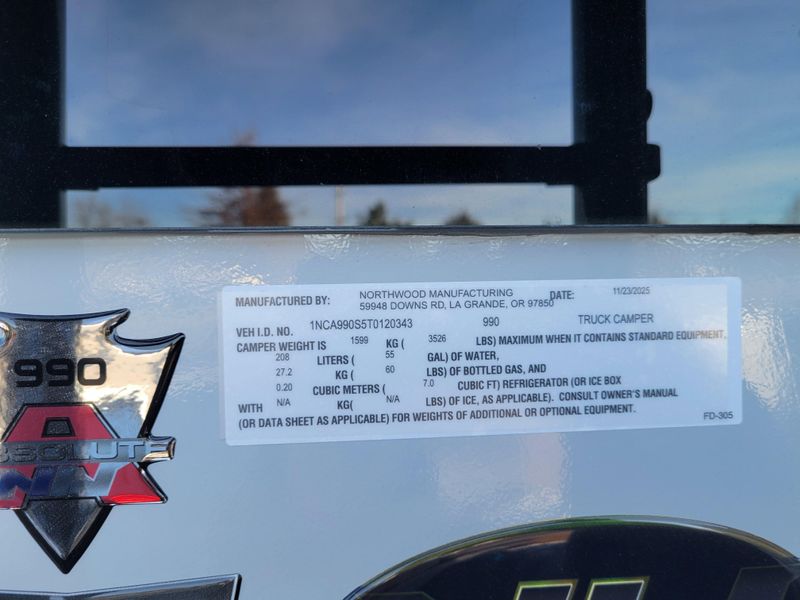 MANUFACTURED BY: NORTHWOOD MANUFACTURING DATE: 11/23/2025
59948 DOWNS RD, LA GRANDE, OR 97850
VEH I.D. NO. 1NCA990S5T0120343 990 TRUCK CAMPER
CAMPER WEIGHT IS 1599 KG ( 3526 LBS) MAXIMUM WHEN IT CONTAINS STANDARD EQUIPMENT,
208 LITERS ( 55 GAL) OF WATER,
27.2 KG ( 60 LBS) OF BOTTLED GAS, AND
0.20 CUBIC METERS ( 7.0 CUBIC FT) REFRIGERATOR (OR ICE BOX
WITH N/A KG( N/A LBS) OF ICE, AS APPLICABLE). CONSULT OWNER'S MANUAL
(OR DATA SHEET AS APPLICABLE) FOR WEIGHTS OF ADDITIONAL OR OPTIONAL EQUIPMENT. FD-305
990
ABSOLUTE